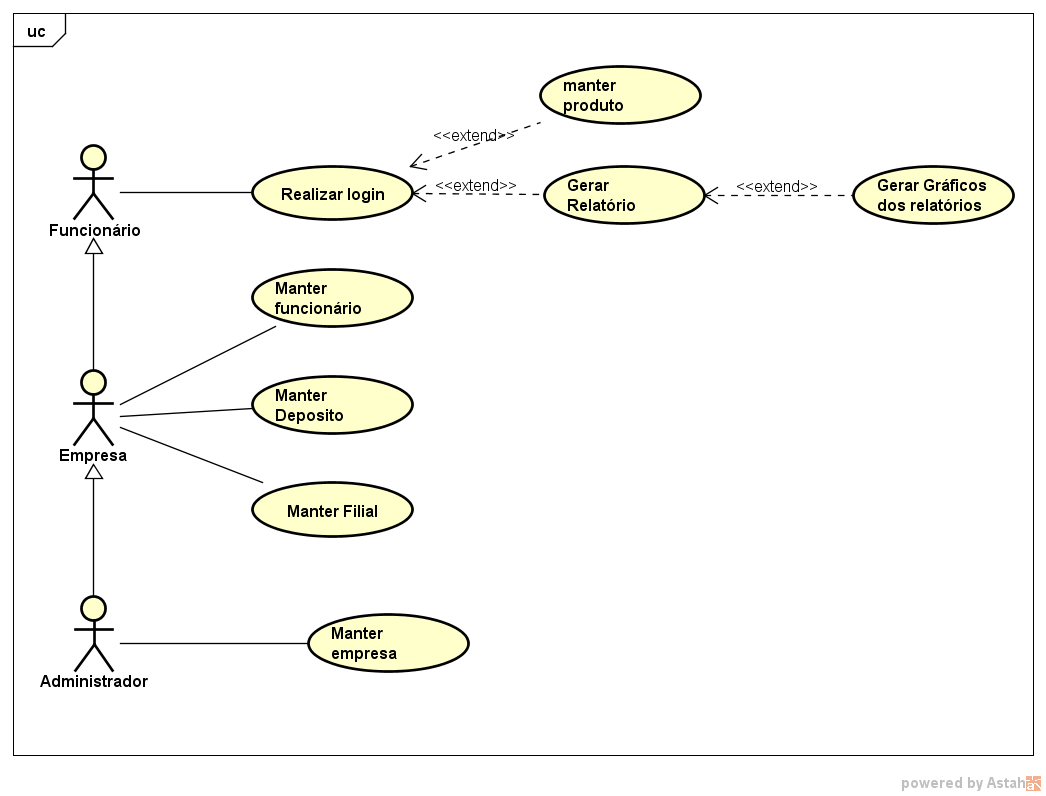 uc
manter
produto
<<extend>>
Realizar login
<<extend>>
Gerar
Relatório
<<extend>>
Gerar Gráficos
dos relatórios
Funcionário
Manter
funcionário
Manter
Deposito
Empresa
Manter Filial
Manter
empresa
Administrador
powered by Astah